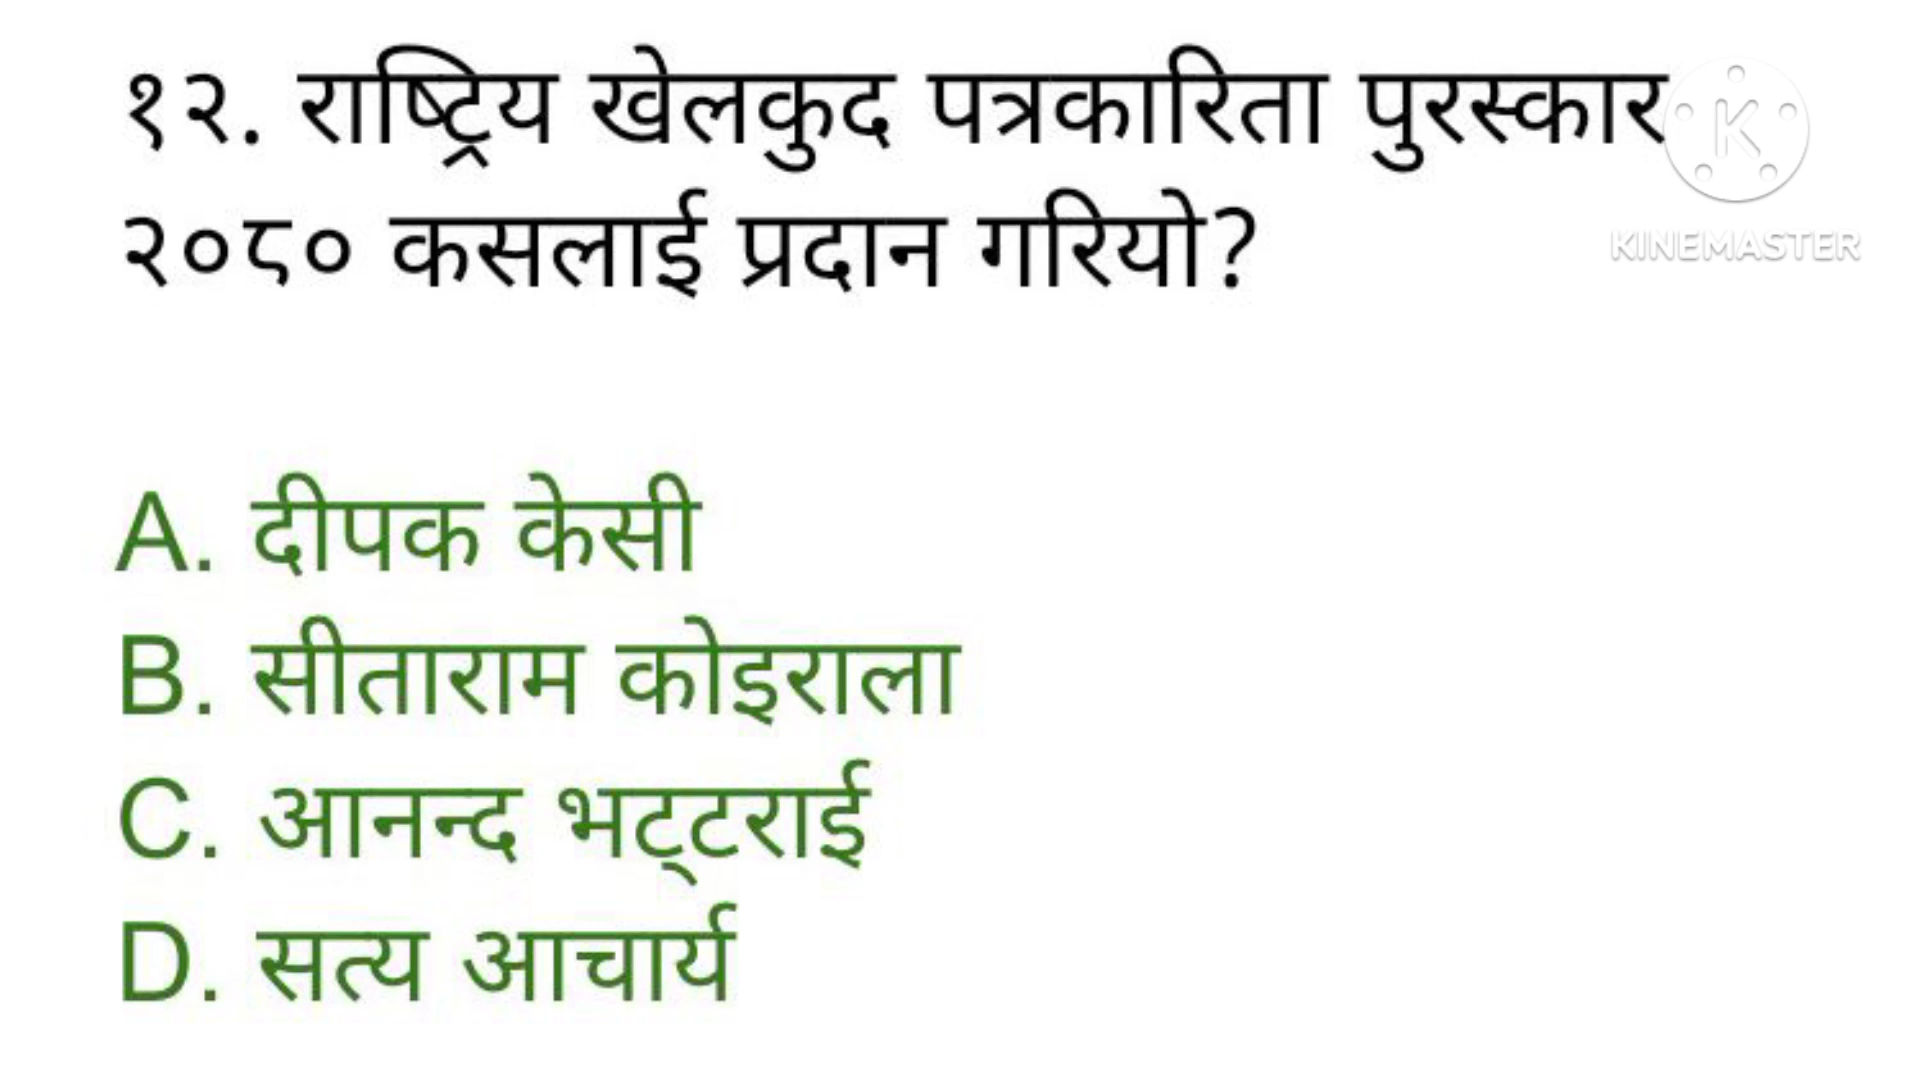 १२. राष्ट्रिय खेलकुद पत्रकारिता पुरस्कार
२०८० कसलाई प्रदान गरियो?
K
KINEMASTER
A. दीपक केसी
B. सीताराम कोइराला
C. आनन्द भट्‌टराई
D. सत्य आचार्य